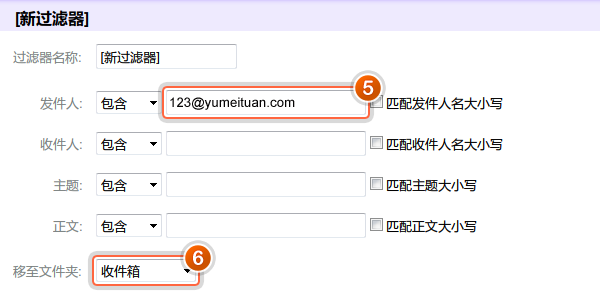 [新过滤器]
过滤器名称: [新过滤器]
5
发件人: 包含 123@yumeituan.com 匹配发件人名大小写
收件人: 包含 匹配收件人名大小写
主题: 包含 匹配主题大小写
正文: 包含 匹配正文大小写
6
移至文件夹: 收件箱